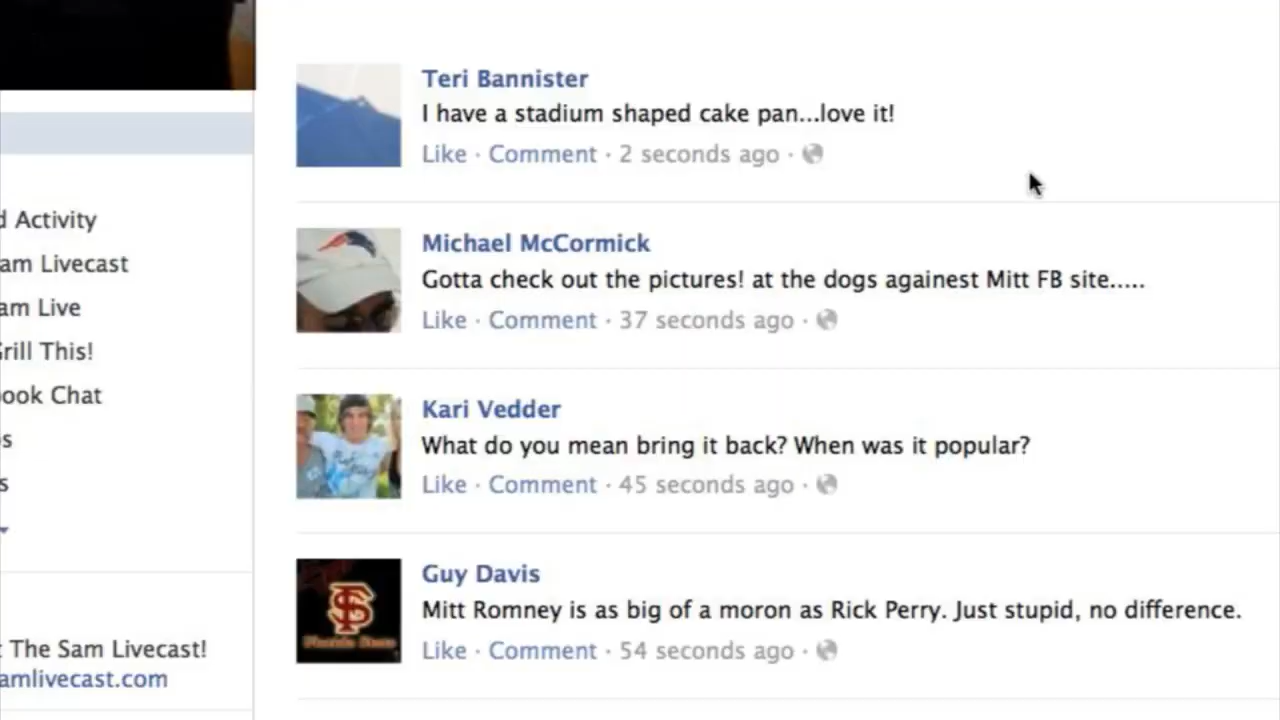 Teri Bannister
I have a stadium shaped cake pan...love it!
Like · Comment · 2 seconds ago ·
Michael McCormick
Gotta check out the pictures! at the dogs againest Mitt FB site.....
Like · Comment · 37 seconds ago ·
Kari Vedder
What do you mean bring it back? When was it popular?
Like · Comment · 45 seconds ago ·
Guy Davis
Mitt Romney is as big of a moron as Rick Perry. Just stupid, no difference.
Like · Comment · 54 seconds ago ·
d Activity
am Livecast
am Live
Grill This!
ook Chat
s
s
t The Sam Livecast!
amlivecast.com